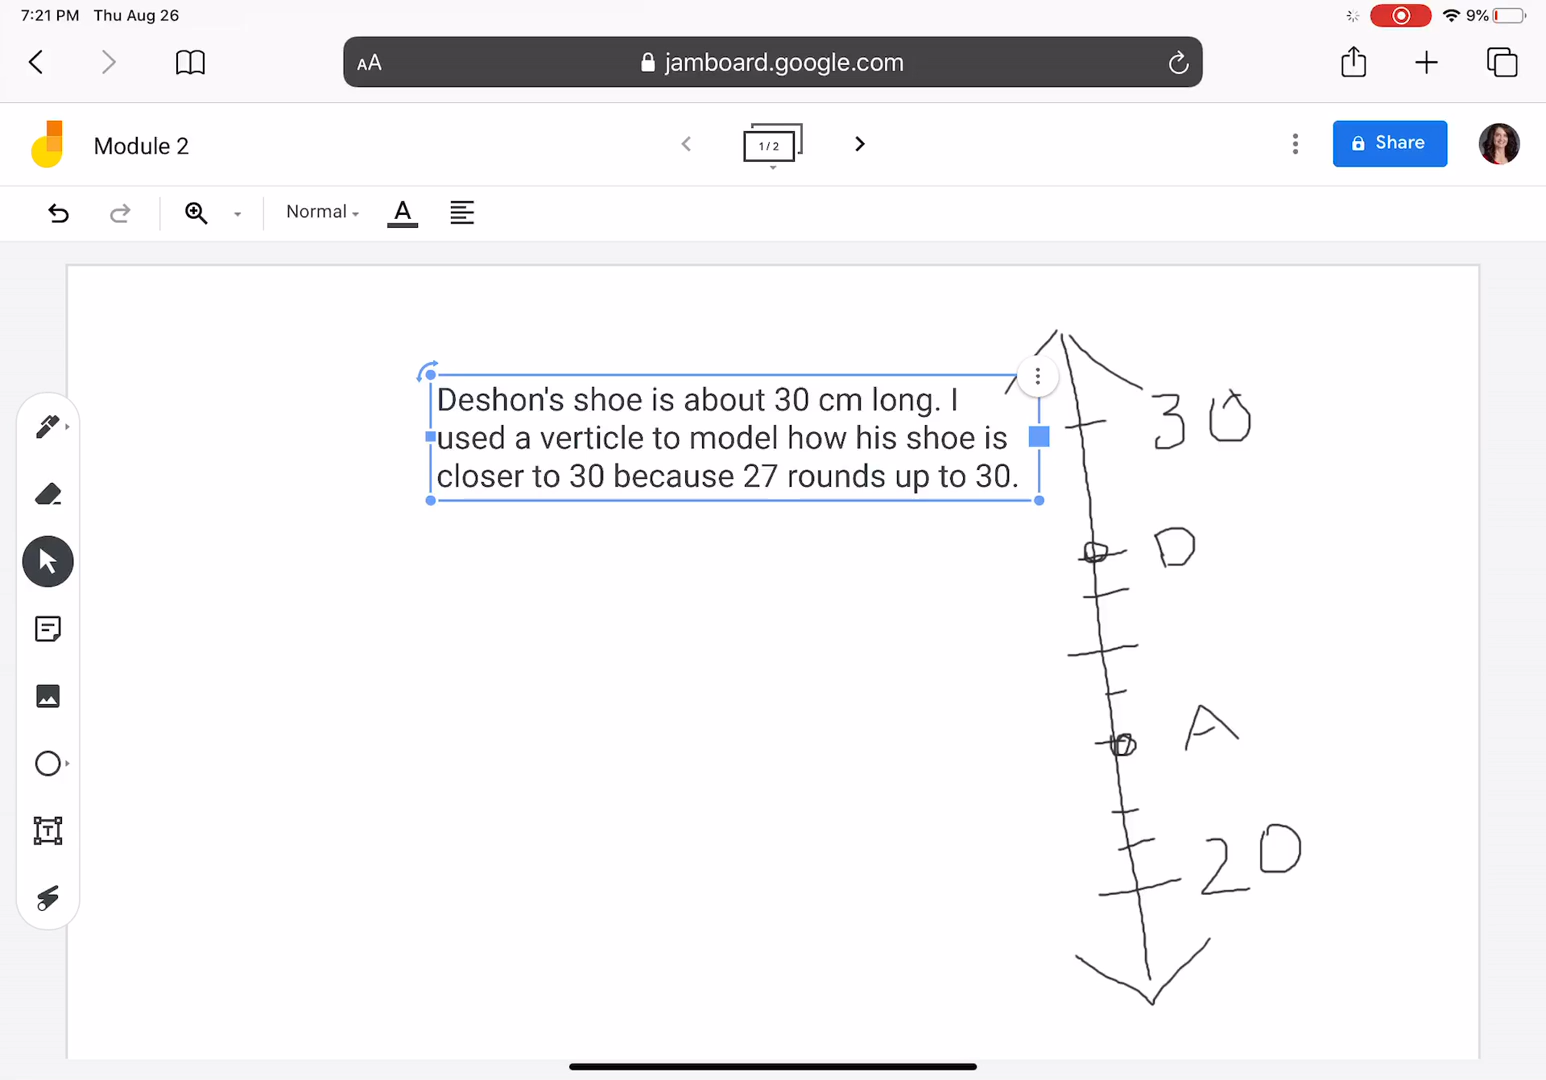 7:21 PM Thu Aug 26
9%
AA jamboard.google.com
Module 2
1 / 2
Share
Normal
A
Deshon's shoe is about 30 cm long. I
used a verticle to model how his shoe is
closer to 30 because 27 rounds up to 30.
30
D
A
20
T